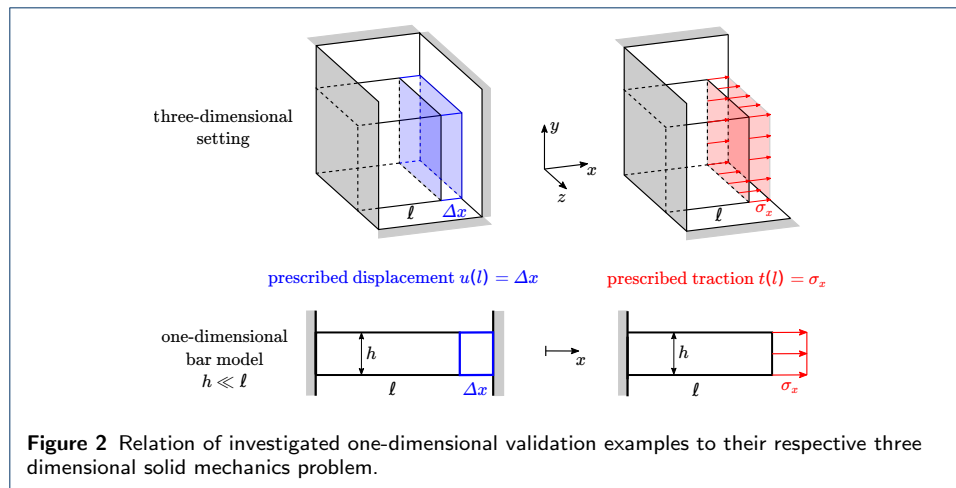 three-dimensional
setting
ℓ
Δx
y
x
z
ℓ
σₓ
prescribed displacement u(l) = Δx
prescribed traction t(l) = σₓ
one-dimensional
bar model
h ≪ ℓ
h
ℓ
Δx
x
h
ℓ
σₓ
Figure 2 Relation of investigated one-dimensional validation examples to their respective three
dimensional solid mechanics problem.